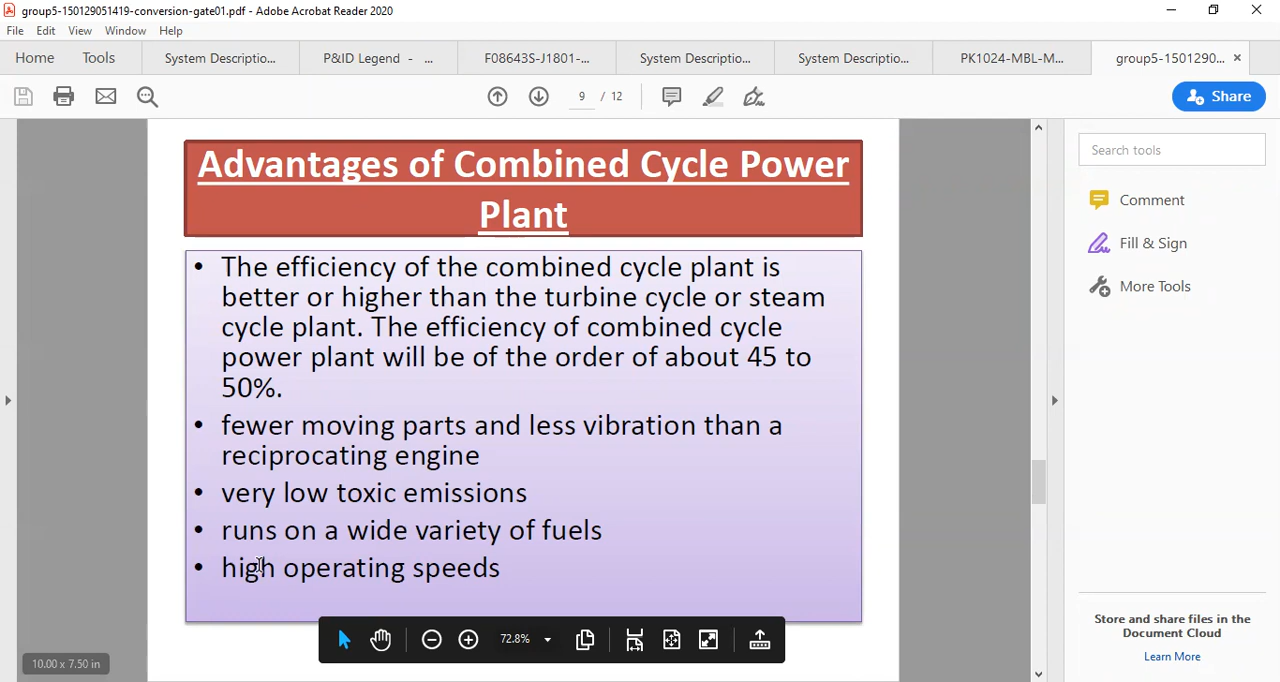 group5-150129051419-conversion-gate01.pdf - Adobe Acrobat Reader 2020
File Edit View Window Help
Home Tools System Descriptio... P&ID Legend - ... F08643S-J1801-... System Descriptio... System Descriptio... PK1024-MBL-M... group5-1501290...
9 / 12 Share
Advantages of Combined Cycle Power
Plant
• The efficiency of the combined cycle plant is
better or higher than the turbine cycle or steam
cycle plant. The efficiency of combined cycle
power plant will be of the order of about 45 to
50%.
• fewer moving parts and less vibration than a
reciprocating engine
• very low toxic emissions
• runs on a wide variety of fuels
• high operating speeds
72.8%
10.00 x 7.50 in
Search tools
Comment
Fill & Sign
More Tools
Store and share files in the
Document Cloud
Learn More